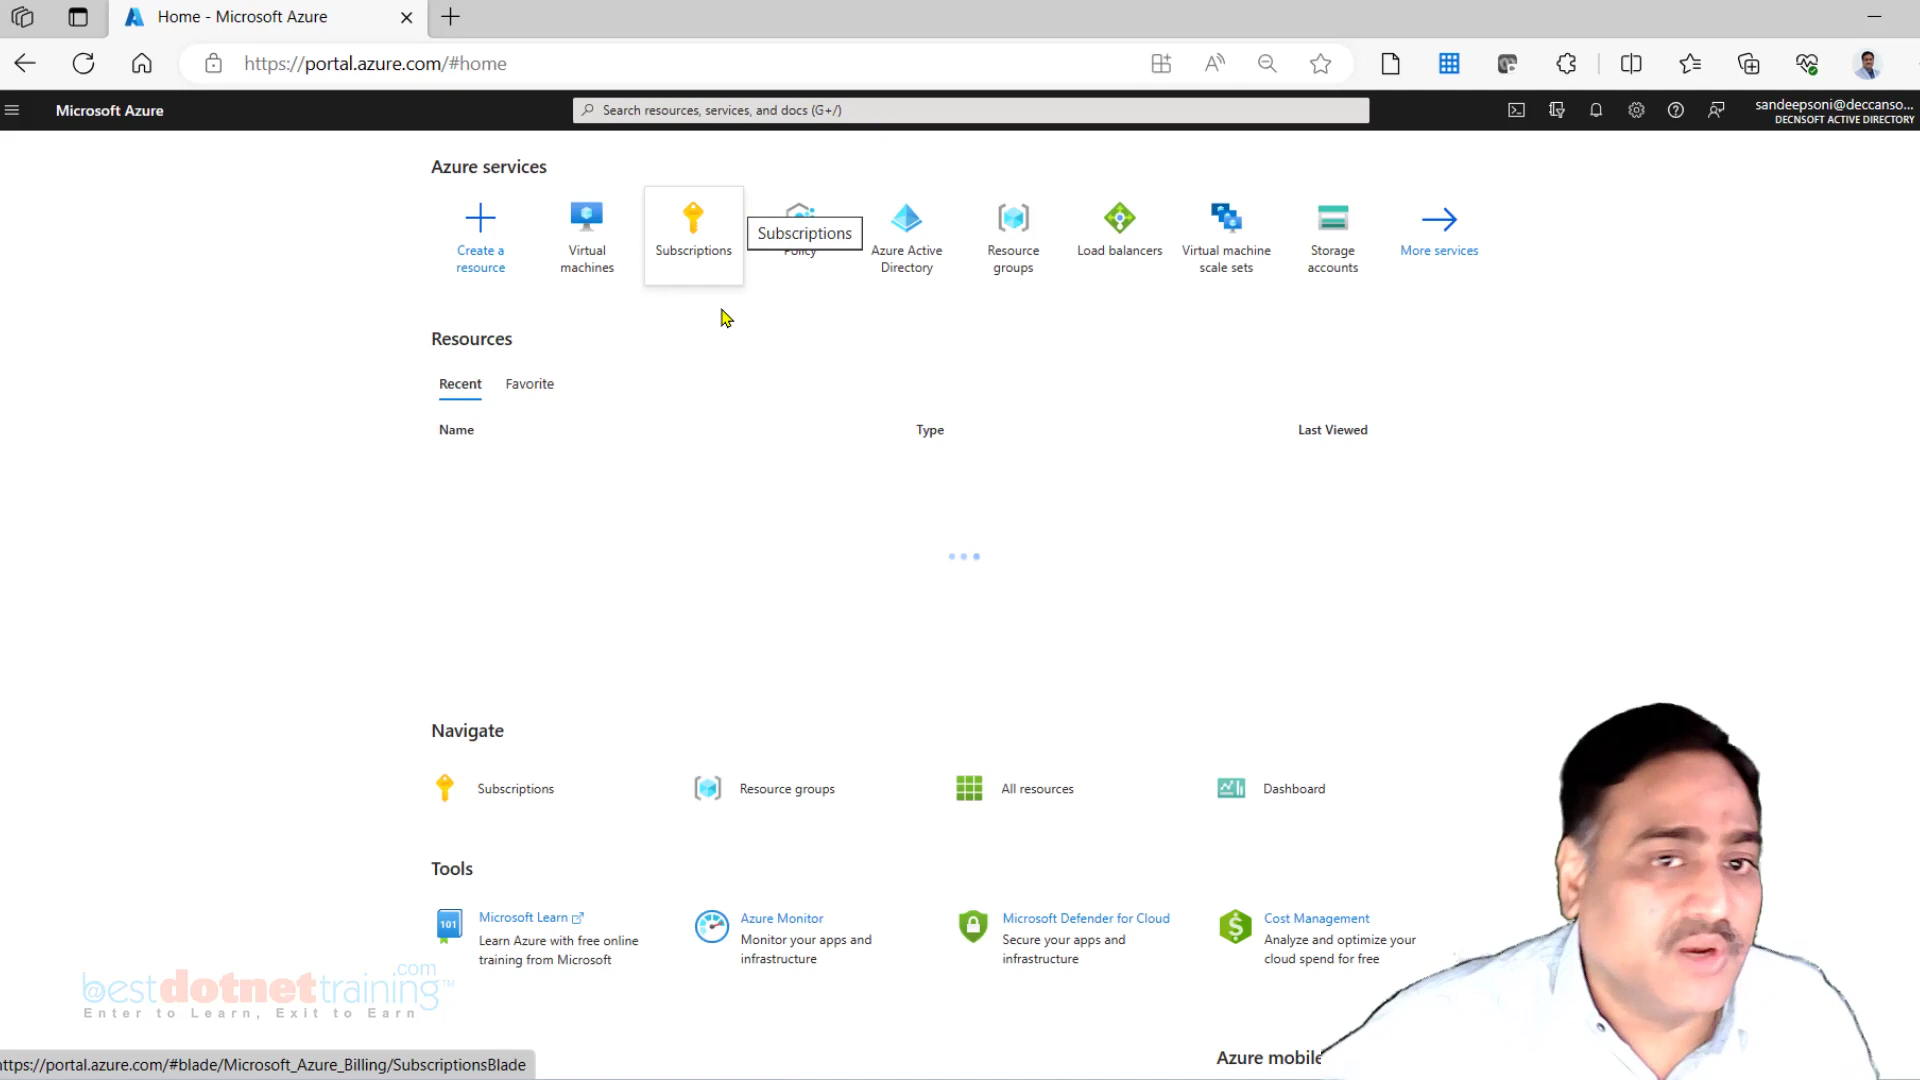 Home - Microsoft Azure
https://portal.azure.com/#home
Microsoft Azure
Search resources, services, and docs (G+/)
sandeepsoni@deccanso...
DECNSOFT ACTIVE DIRECTORY
Azure services
Create a
resource
Virtual
machines
Subscriptions
Subscriptions
Policy
Azure Active
Directory
Resource
groups
Load balancers
Virtual machine
scale sets
Storage
accounts
More services
Resources
Recent
Favorite
Name
Type
Last Viewed
Navigate
Subscriptions
Resource groups
All resources
Dashboard
Tools
101
Microsoft Learn
Learn Azure with free online
training from Microsoft
Azure Monitor
Monitor your apps and
infrastructure
Microsoft Defender for Cloud
Secure your apps and
infrastructure
Cost Management
Analyze and optimize your
cloud spend for free
@bestdotnettraining.com™
Enter to Learn, Exit to Earn
Azure mobile
https://portal.azure.com/#blade/Microsoft_Azure_Billing/SubscriptionsBlade